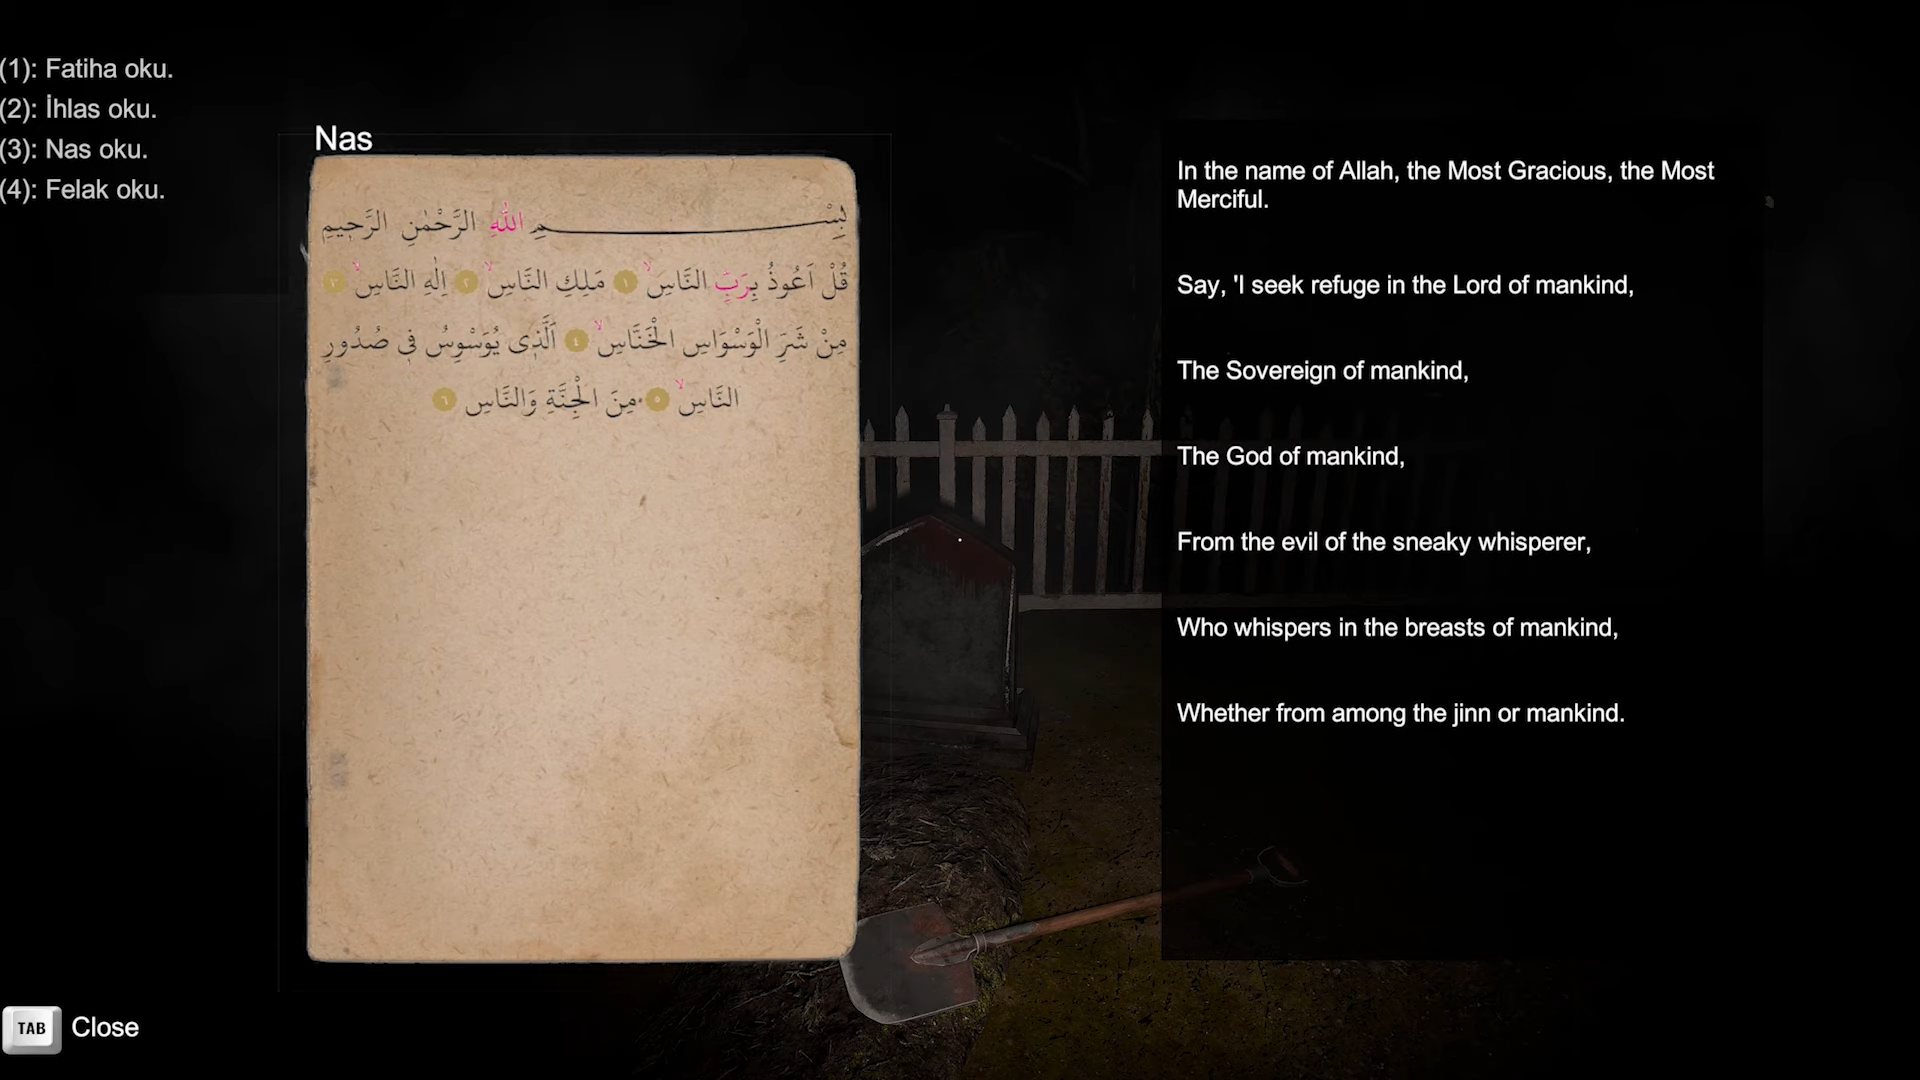 (1): Fatiha oku.
(2): İhlas oku.
(3): Nas oku.
(4): Felak oku.
Nas
بِسْمِ اللّٰهِ الرَّحْمٰنِ الرَّحٖيمِ
قُلْ اَعُوذُ بِرَبِّ النَّاسِۙ ١ مَلِكِ النَّاسِۙ ٢ اِلٰهِ النَّاسِۙ ٣
مِنْ شَرِّ الْوَسْوَاسِ الْخَنَّاسِۙ ٤ اَلَّذٖى يُوَسْوِسُ فٖى صُدُورِ
النَّاسِۙ ٥ مِنَ الْجِنَّةِ وَالنَّاسِ ٦
In the name of Allah, the Most Gracious, the Most
Merciful.
Say, 'I seek refuge in the Lord of mankind,
The Sovereign of mankind,
The God of mankind,
From the evil of the sneaky whisperer,
Who whispers in the breasts of mankind,
Whether from among the jinn or mankind.
TAB Close